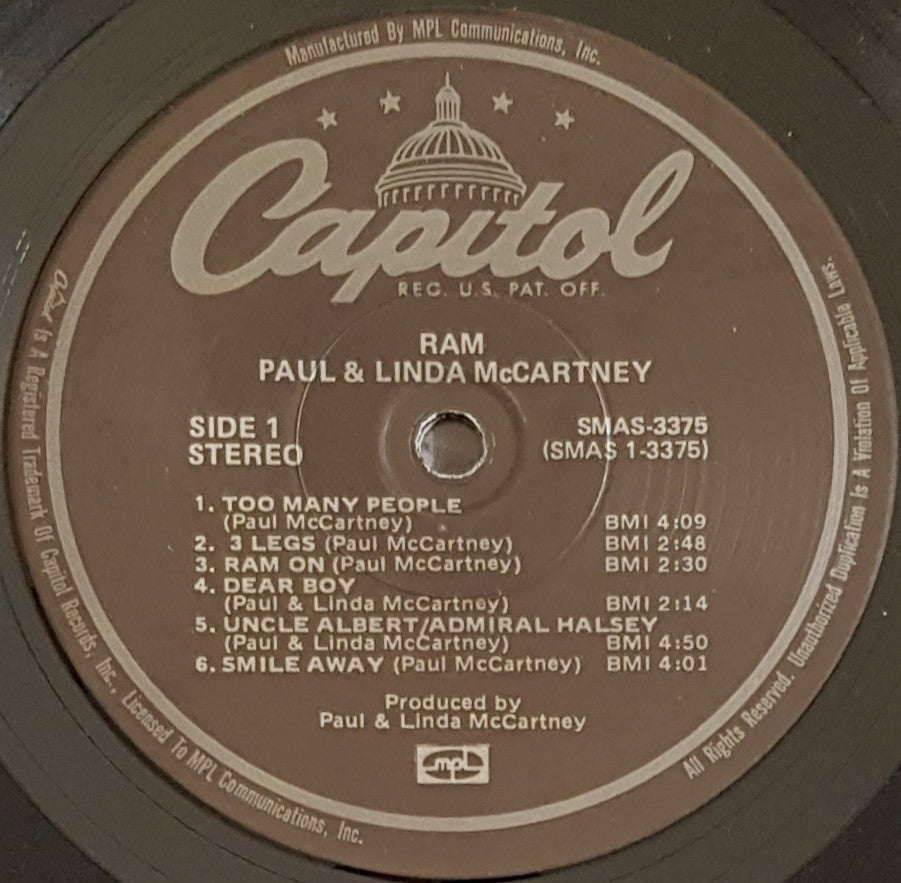 Manufactured By MPL Communications, Inc.
Capitol
REG. U.S. PAT. OFF.
RAM
PAUL & LINDA McCARTNEY
SIDE 1
STEREO
SMAS-3375
(SMAS 1-3375)
1. TOO MANY PEOPLE
(Paul McCartney) BMI 4:09
2. 3 LEGS (Paul McCartney) BMI 2:48
3. RAM ON (Paul McCartney) BMI 2:30
4. DEAR BOY
(Paul & Linda McCartney) BMI 2:14
5. UNCLE ALBERT/ADMIRAL HALSEY
(Paul & Linda McCartney) BMI 4:50
6. SMILE AWAY (Paul McCartney) BMI 4:01
Produced by
Paul & Linda McCartney
mpl
Capitol Is A Registered Trademark Of Capitol Records, Inc., Licensed To MPL Communications, Inc.
All Rights Reserved. Unauthorized Duplication Is A Violation Of Applicable Laws.